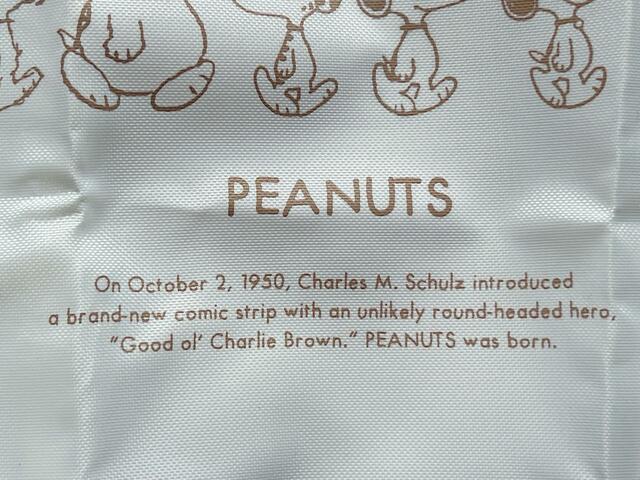 PEANUTS
On October 2, 1950, Charles M. Schulz introduced
a brand-new comic strip with an unlikely round-headed hero,
"Good ol' Charlie Brown." PEANUTS was born.